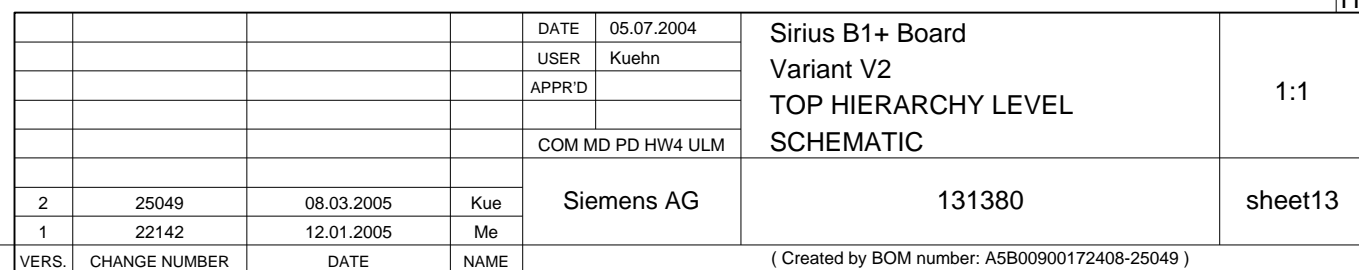 DATE 05.07.2004
USER Kuehn
APPR'D
COM MD PD HW4 ULM
Sirius B1+ Board
Variant V2
TOP HIERARCHY LEVEL
SCHEMATIC
1:1
2 25049 08.03.2005 Kue
1 22142 12.01.2005 Me
VERS. CHANGE NUMBER DATE NAME
Siemens AG
131380
sheet13
( Created by BOM number: A5B00900172408-25049 )